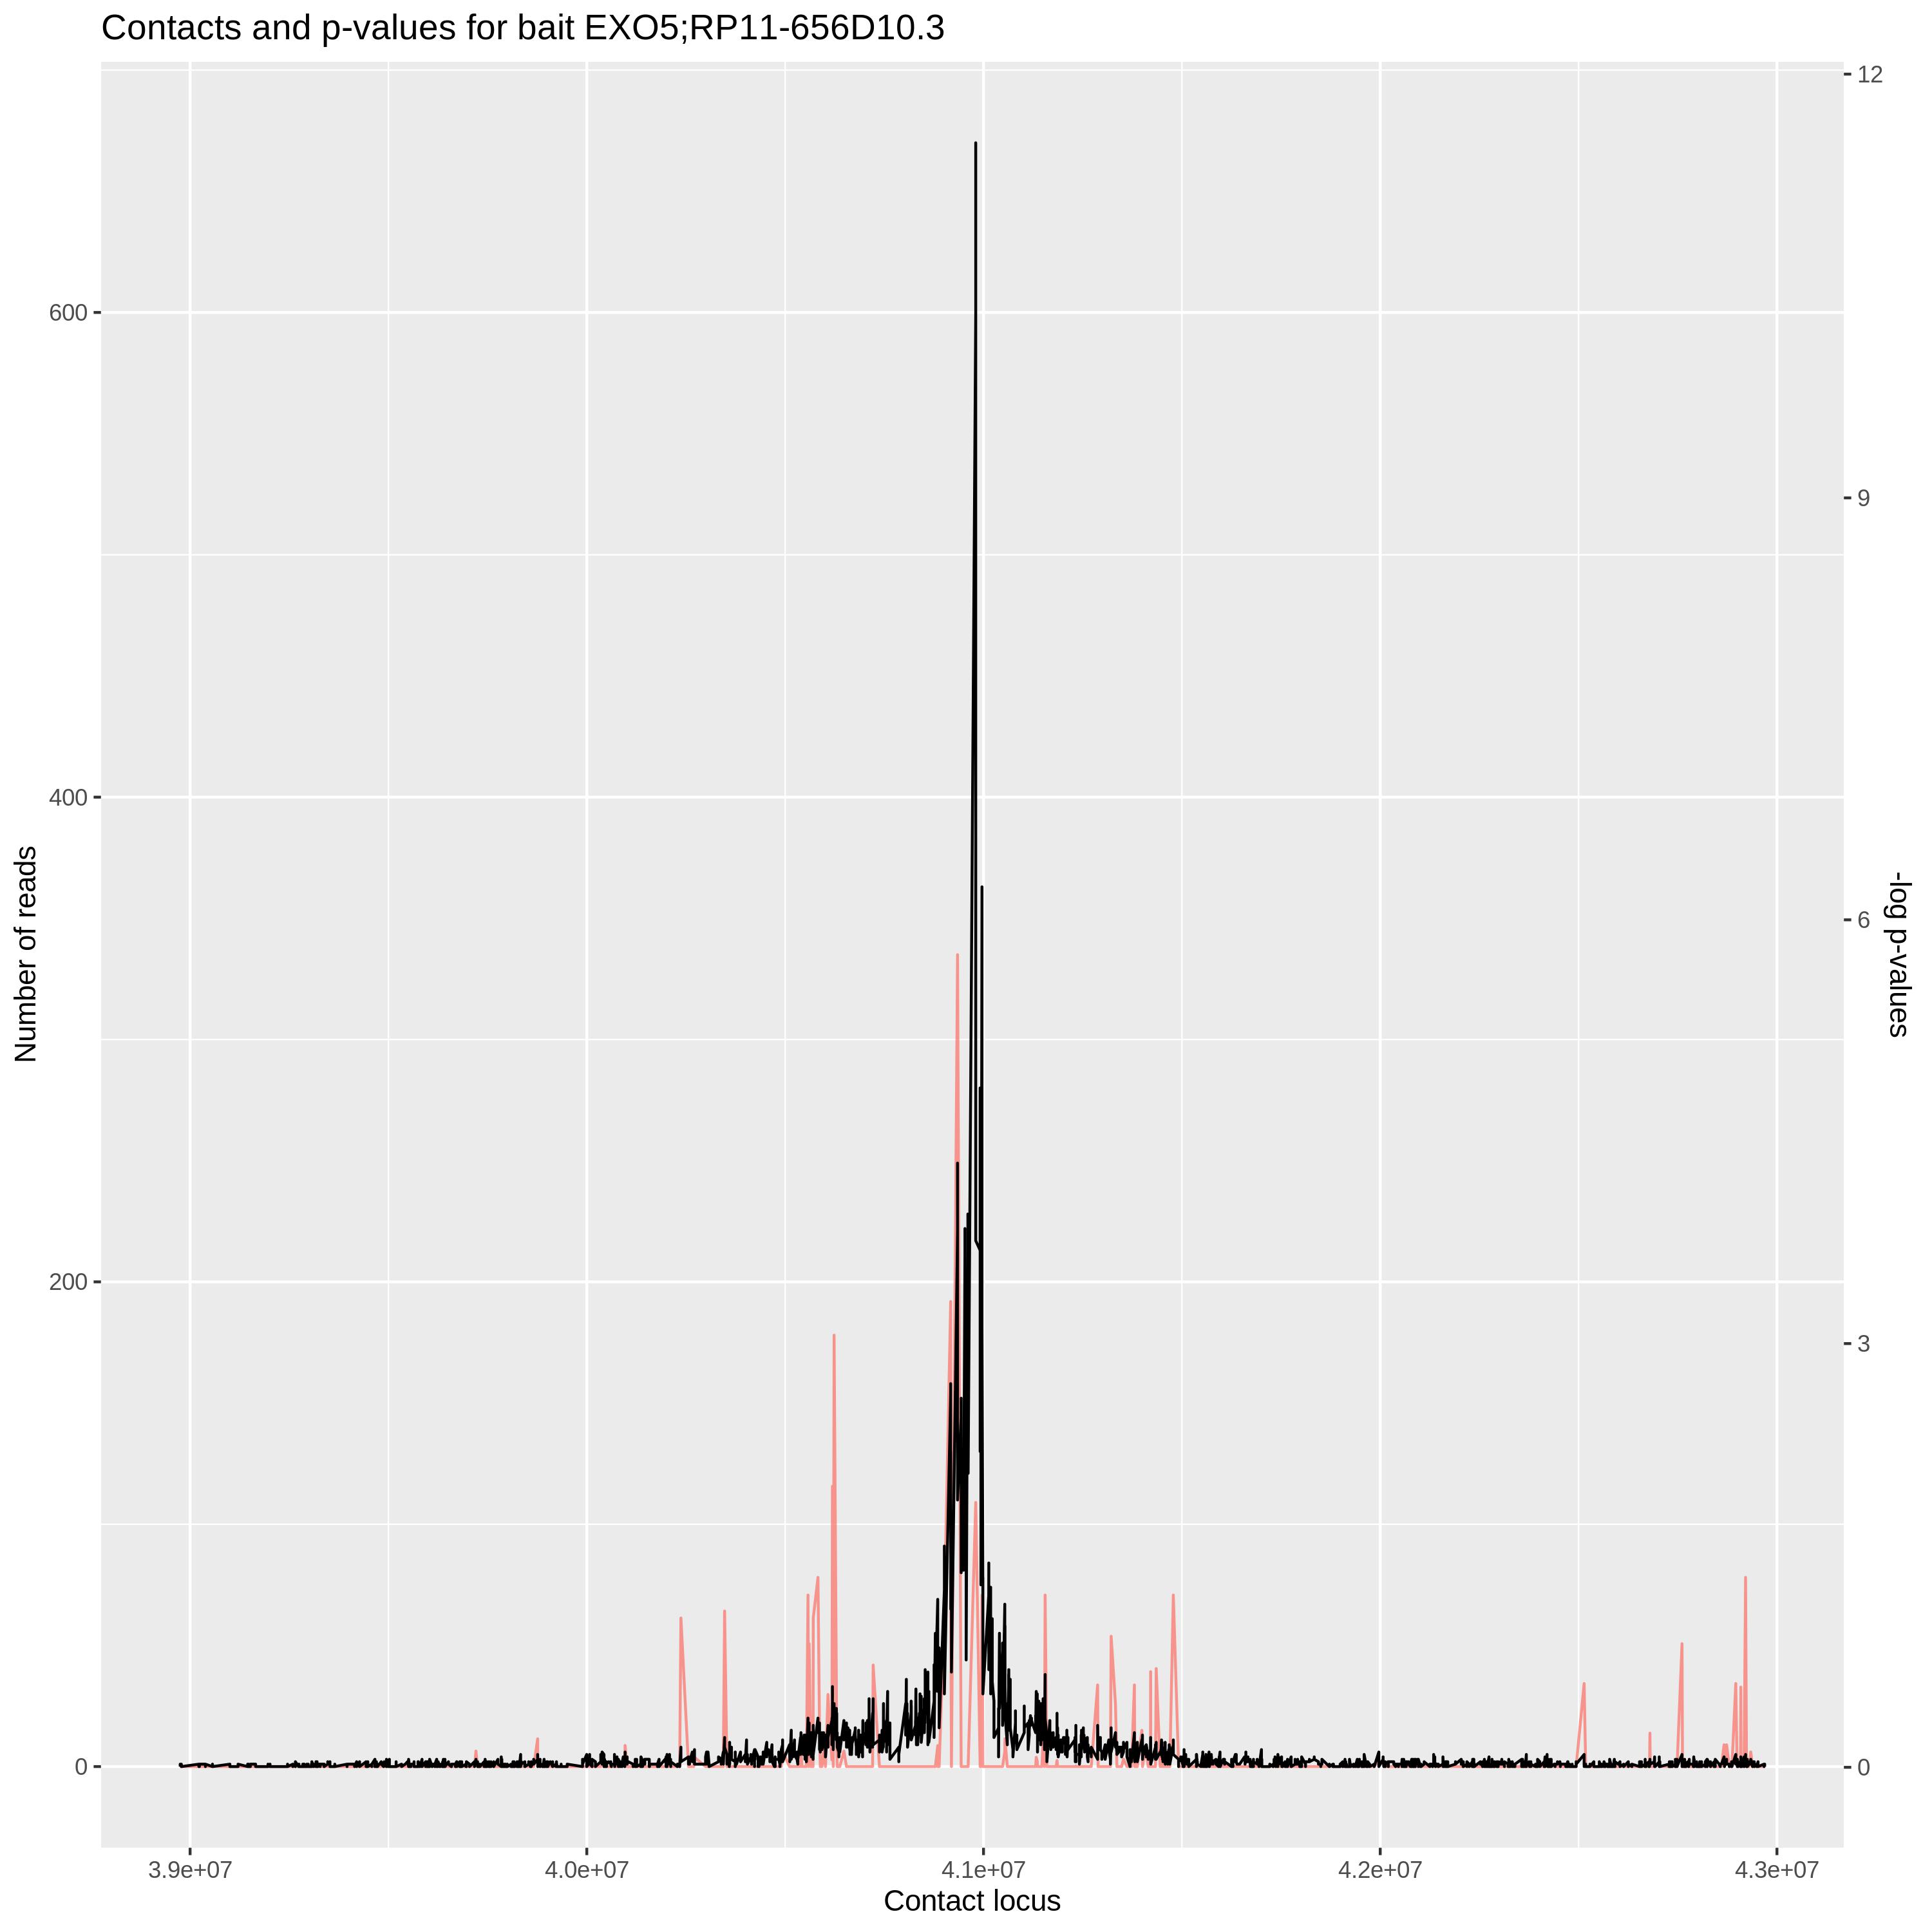 Contacts and p-values for bait EXO5;RP11-656D10.3
12
600
9
400
6
200
3
0
0
Number of reads
-log p-values
3.9e+07
4.0e+07
4.1e+07
4.2e+07
4.3e+07
Contact locus